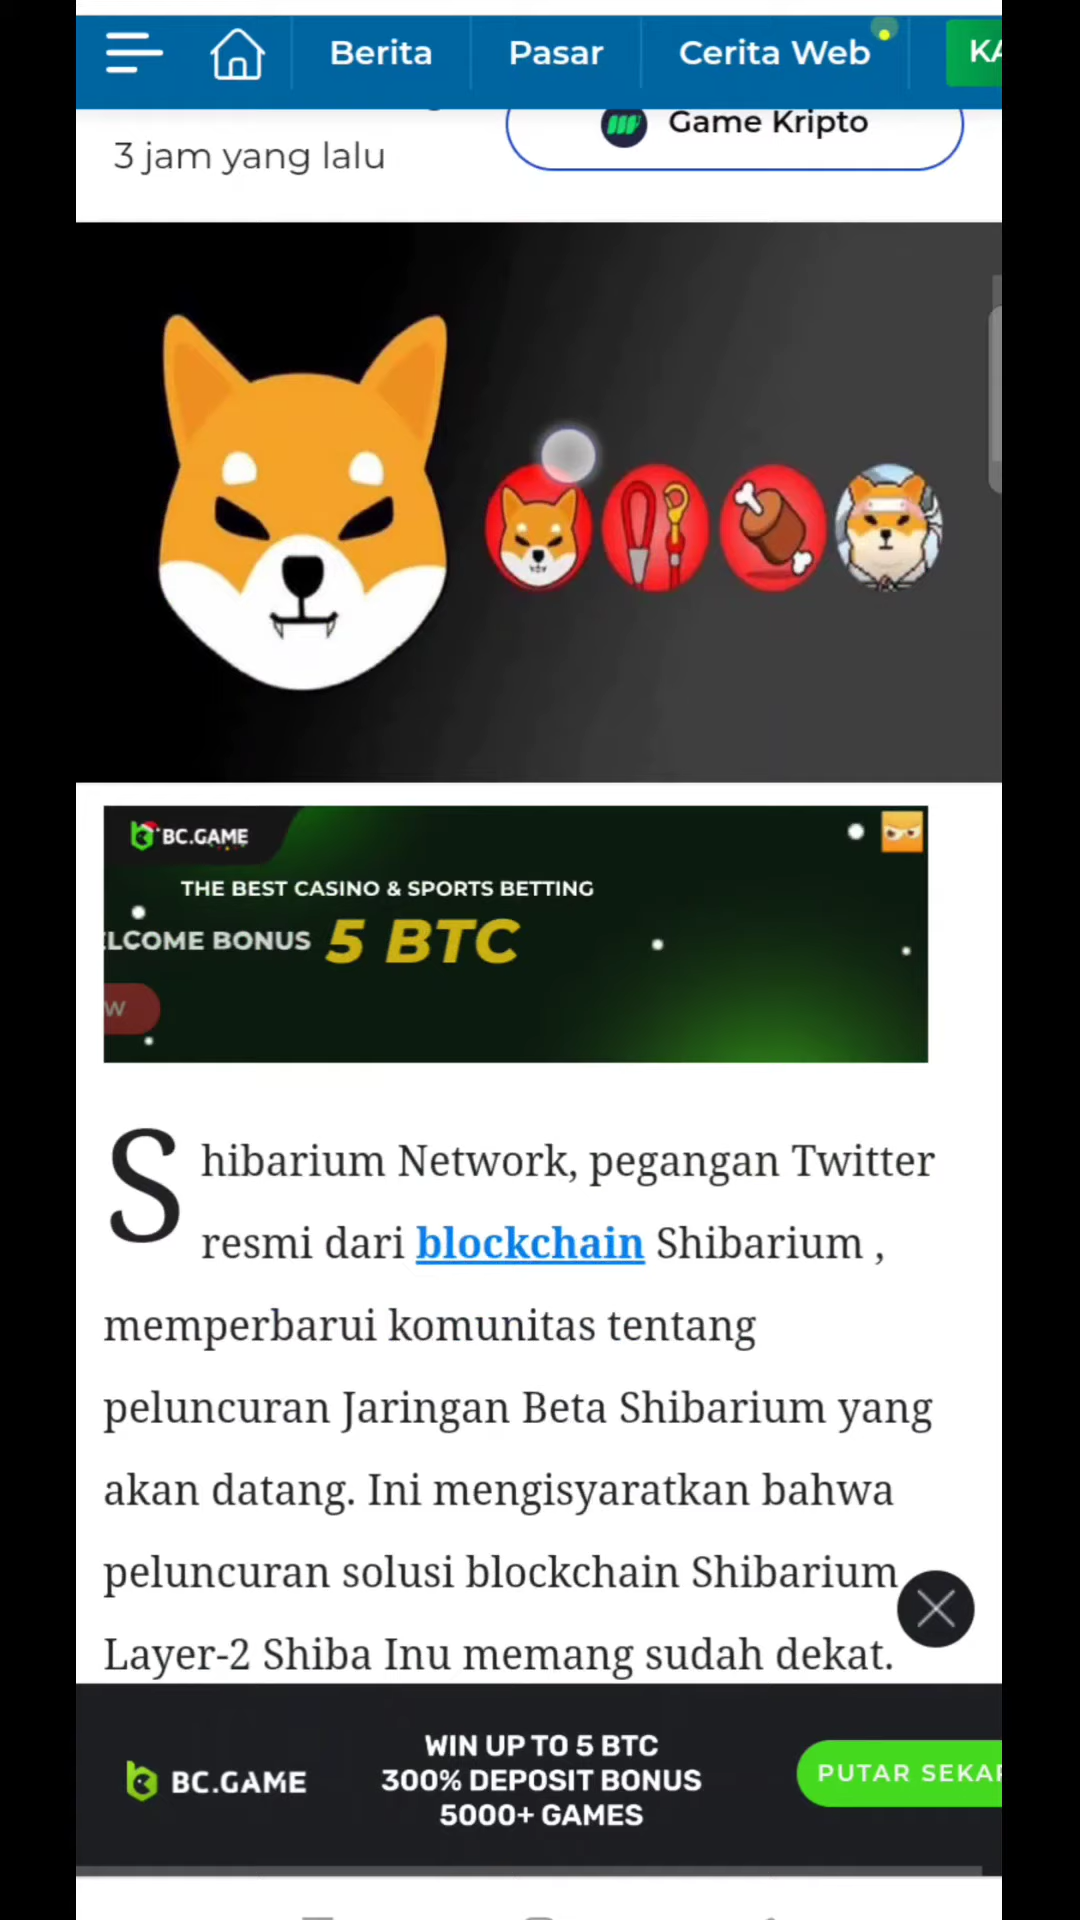 Berita
Pasar
Cerita Web
KA
3 jam yang lalu
Game Kripto
BC.GAME
THE BEST CASINO & SPORTS BETTING
ELCOME BONUS 5 BTC
W
Shibarium Network, pegangan Twitter
resmi dari blockchain Shibarium ,
memperbarui komunitas tentang
peluncuran Jaringan Beta Shibarium yang
akan datang. Ini mengisyaratkan bahwa
peluncuran solusi blockchain Shibarium
Layer-2 Shiba Inu memang sudah dekat.
BC.GAME
WIN UP TO 5 BTC
300% DEPOSIT BONUS
5000+ GAMES
PUTAR SEKAR